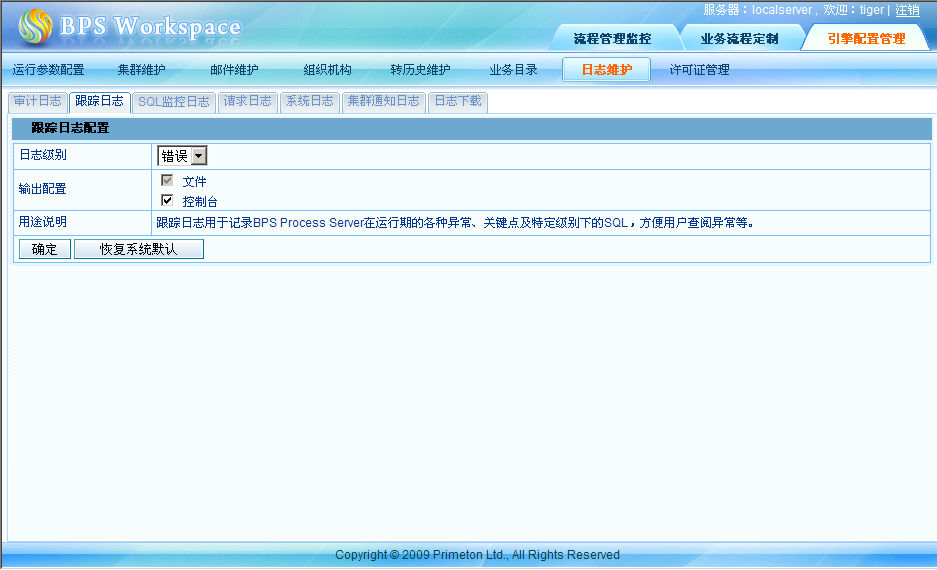 服务器：localserver , 欢迎：tiger | 注销
BPS Workspace
流程管理监控 业务流程定制 引擎配置管理
运行参数配置 集群维护 邮件维护 组织机构 转历史维护 业务目录 日志维护 许可证管理
审计日志 跟踪日志 SQL监控日志 请求日志 系统日志 集群通知日志 日志下载
跟踪日志配置
日志级别 错误
输出配置 文件
控制台
用途说明 跟踪日志用于记录BPS Process Server在运行期的各种异常、关键点及特定级别下的SQL，方便用户查阅异常等。
确定 恢复系统默认
Copyright © 2009 Primeton Ltd., All Rights Reserved